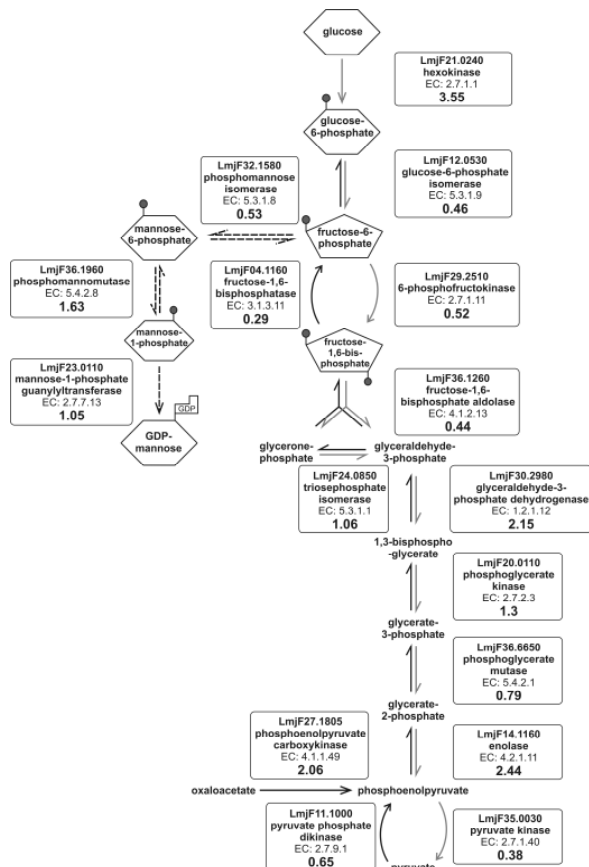 glucose
LmjF21.0240
hexokinase
EC: 2.7.1.1
3.55
glucose-
6-phosphate
LmjF32.1580
phosphomannose
isomerase
EC: 5.3.1.8
0.53
LmjF12.0530
glucose-6-phosphate
isomerase
EC: 5.3.1.9
0.46
mannose-
6-phosphate
fructose-6-
phosphate
LmjF36.1960
phosphomannomutase
EC: 5.4.2.8
1.63
LmjF04.1160
fructose-1,6-
bisphosphatase
EC: 3.1.3.11
0.29
LmjF29.2510
6-phosphofructokinase
EC: 2.7.1.11
0.52
mannose-
1-phosphate
fructose-
1,6-bis-
phosphate
LmjF23.0110
mannose-1-phosphate
guanylyltransferase
EC: 2.7.7.13
1.05
LmjF36.1260
fructose-1,6-
bisphosphate aldolase
EC: 4.1.2.13
0.44
GDP
GDP-
mannose
glycerone-
phosphate
glyceraldehyde-
3-phosphate
LmjF24.0850
triosephosphate
isomerase
EC: 5.3.1.1
1.06
LmjF30.2980
glyceraldehyde-3-
phosphate dehydrogenase
EC: 1.2.1.12
2.15
1,3-bisphospho
-glycerate
LmjF20.0110
phosphoglycerate
kinase
EC: 2.7.2.3
1.3
glycerate-
3-phosphate
LmjF36.6650
phosphoglycerate
mutase
EC: 5.4.2.1
0.79
glycerate-
2-phosphate
LmjF27.1805
phosphoenolpyruvate
carboxykinase
EC: 4.1.1.49
2.06
LmjF14.1160
enolase
EC: 4.2.1.11
2.44
oxaloacetate
phosphoenolpyruvate
LmjF11.1000
pyruvate phosphate
dikinase
EC: 2.7.9.1
0.65
LmjF35.0030
pyruvate kinase
EC: 2.7.1.40
0.38
pyruvate